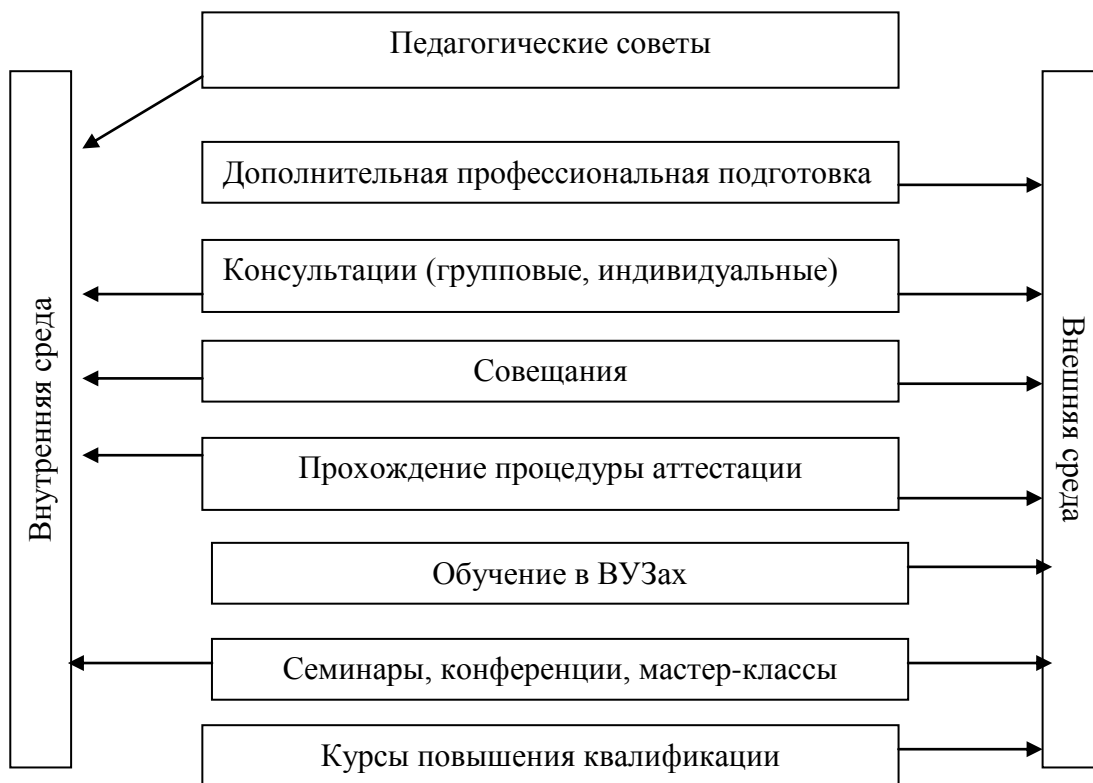 Педагогические советы
Дополнительная профессиональная подготовка
Консультации (групповые, индивидуальные)
Совещания
Прохождение процедуры аттестации
Обучение в ВУЗах
Семинары, конференции, мастер-классы
Курсы повышения квалификации
Внутренняя среда
Внешняя среда